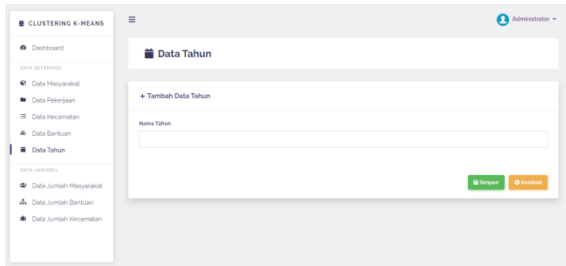 CLUSTERING K-MEANS
Administrator
Dashboard
DATA REFERENSI
Data Masyarakat
Data Pekerjaan
Data Kecamatan
Data Bantuan
Data Tahun
DATA VARIABEL
Data Jumlah Masyarakat
Data Jumlah Bantuan
Data Jumlah Kecamatan
Data Tahun
+ Tambah Data Tahun
Nama Tahun
Simpan
Kembali